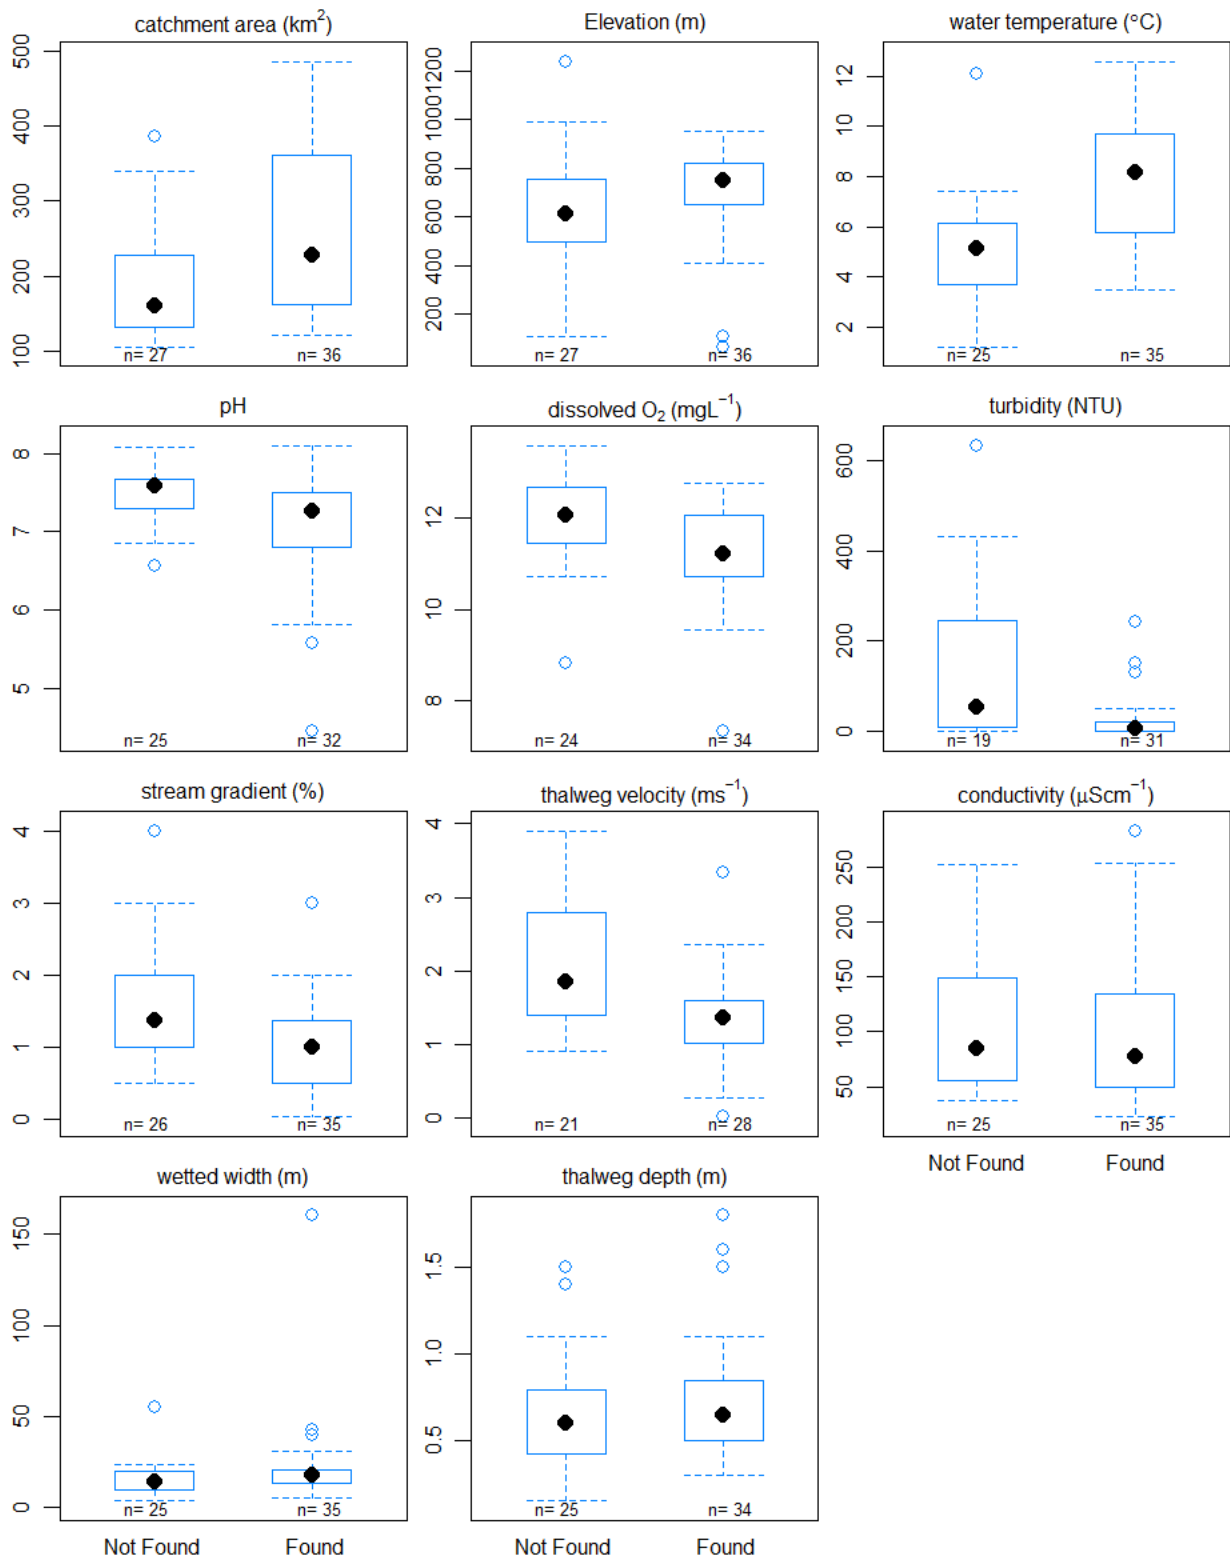 catchment area (km²)
Elevation (m)
water temperature (°C)
500
400
300
200
100
n= 27
n= 36
1200
1000
800
600
400
200
n= 27
n= 36
12
10
8
6
4
2
n= 25
n= 35
pH
dissolved O₂ (mgL⁻¹)
turbidity (NTU)
8
7
6
5
n= 25
n= 32
12
10
8
n= 24
n= 34
600
400
200
0
n= 19
n= 31
stream gradient (%)
thalweg velocity (ms⁻¹)
conductivity (μScm⁻¹)
4
3
2
1
0
n= 26
n= 35
4
3
2
1
0
n= 21
n= 28
250
200
150
100
50
n= 25
n= 35
Not Found
Found
wetted width (m)
thalweg depth (m)
150
100
50
0
n= 25
n= 35
1.5
1.0
0.5
n= 25
n= 34
Not Found
Found
Not Found
Found